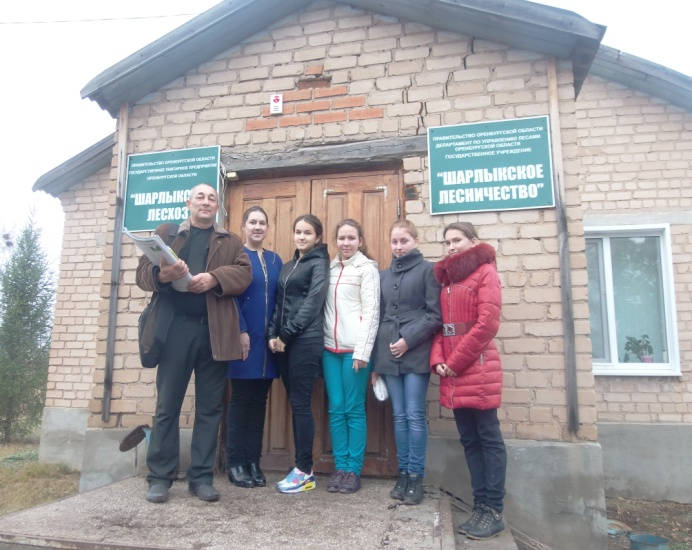 ПРАВИТЕЛЬСТВО ОРЕНБУРГСКОЙ ОБЛАСТИ
ГОСУДАРСТВЕННОЕ УНИТАРНОЕ ПРЕДПРИЯТИЕ
ОРЕНБУРГСКОЙ ОБЛАСТИ
"ШАРЛЫКС
ЛЕСХОЗ
ПРАВИТЕЛЬСТВО ОРЕНБУРГСКОЙ ОБЛАСТИ
ДЕПАРТАМЕНТ ПО УПРАВЛЕНИЮ ЛЕСАМИ
ОРЕНБУРГСКОЙ ОБЛАСТИ
ГОСУДАРСТВЕННОЕ УЧРЕЖДЕНИЕ
"ШАРЛЫКСКОЕ
ЛЕСНИЧЕСТВО"